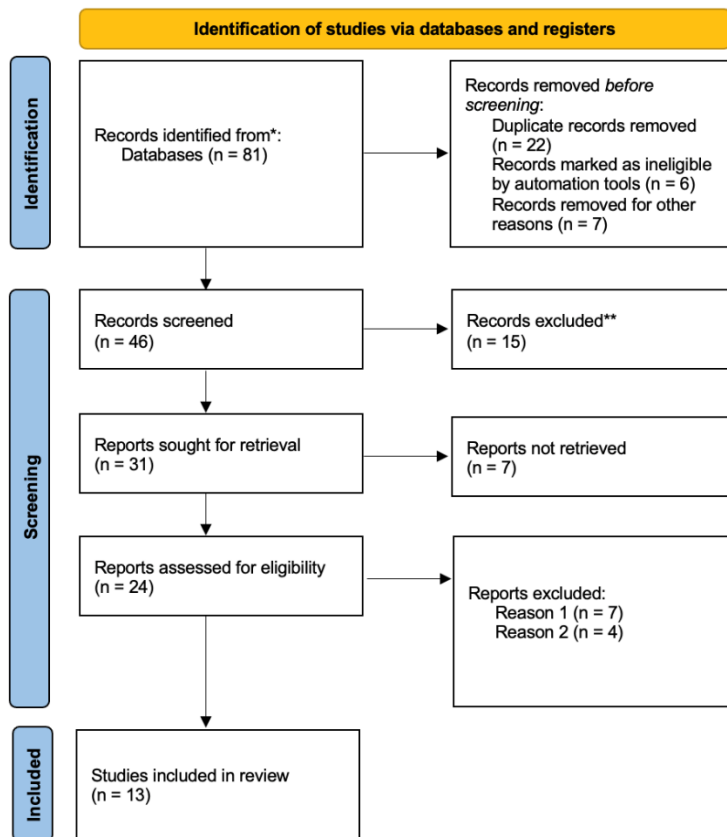 Identification of studies via databases and registers
Identification
Records identified from*:
Databases (n = 81)
Records removed before
screening:
Duplicate records removed
(n = 22)
Records marked as ineligible
by automation tools (n = 6)
Records removed for other
reasons (n = 7)
Screening
Records screened
(n = 46)
Records excluded**
(n = 15)
Reports sought for retrieval
(n = 31)
Reports not retrieved
(n = 7)
Reports assessed for eligibility
(n = 24)
Reports excluded:
Reason 1 (n = 7)
Reason 2 (n = 4)
Included
Studies included in review
(n = 13)